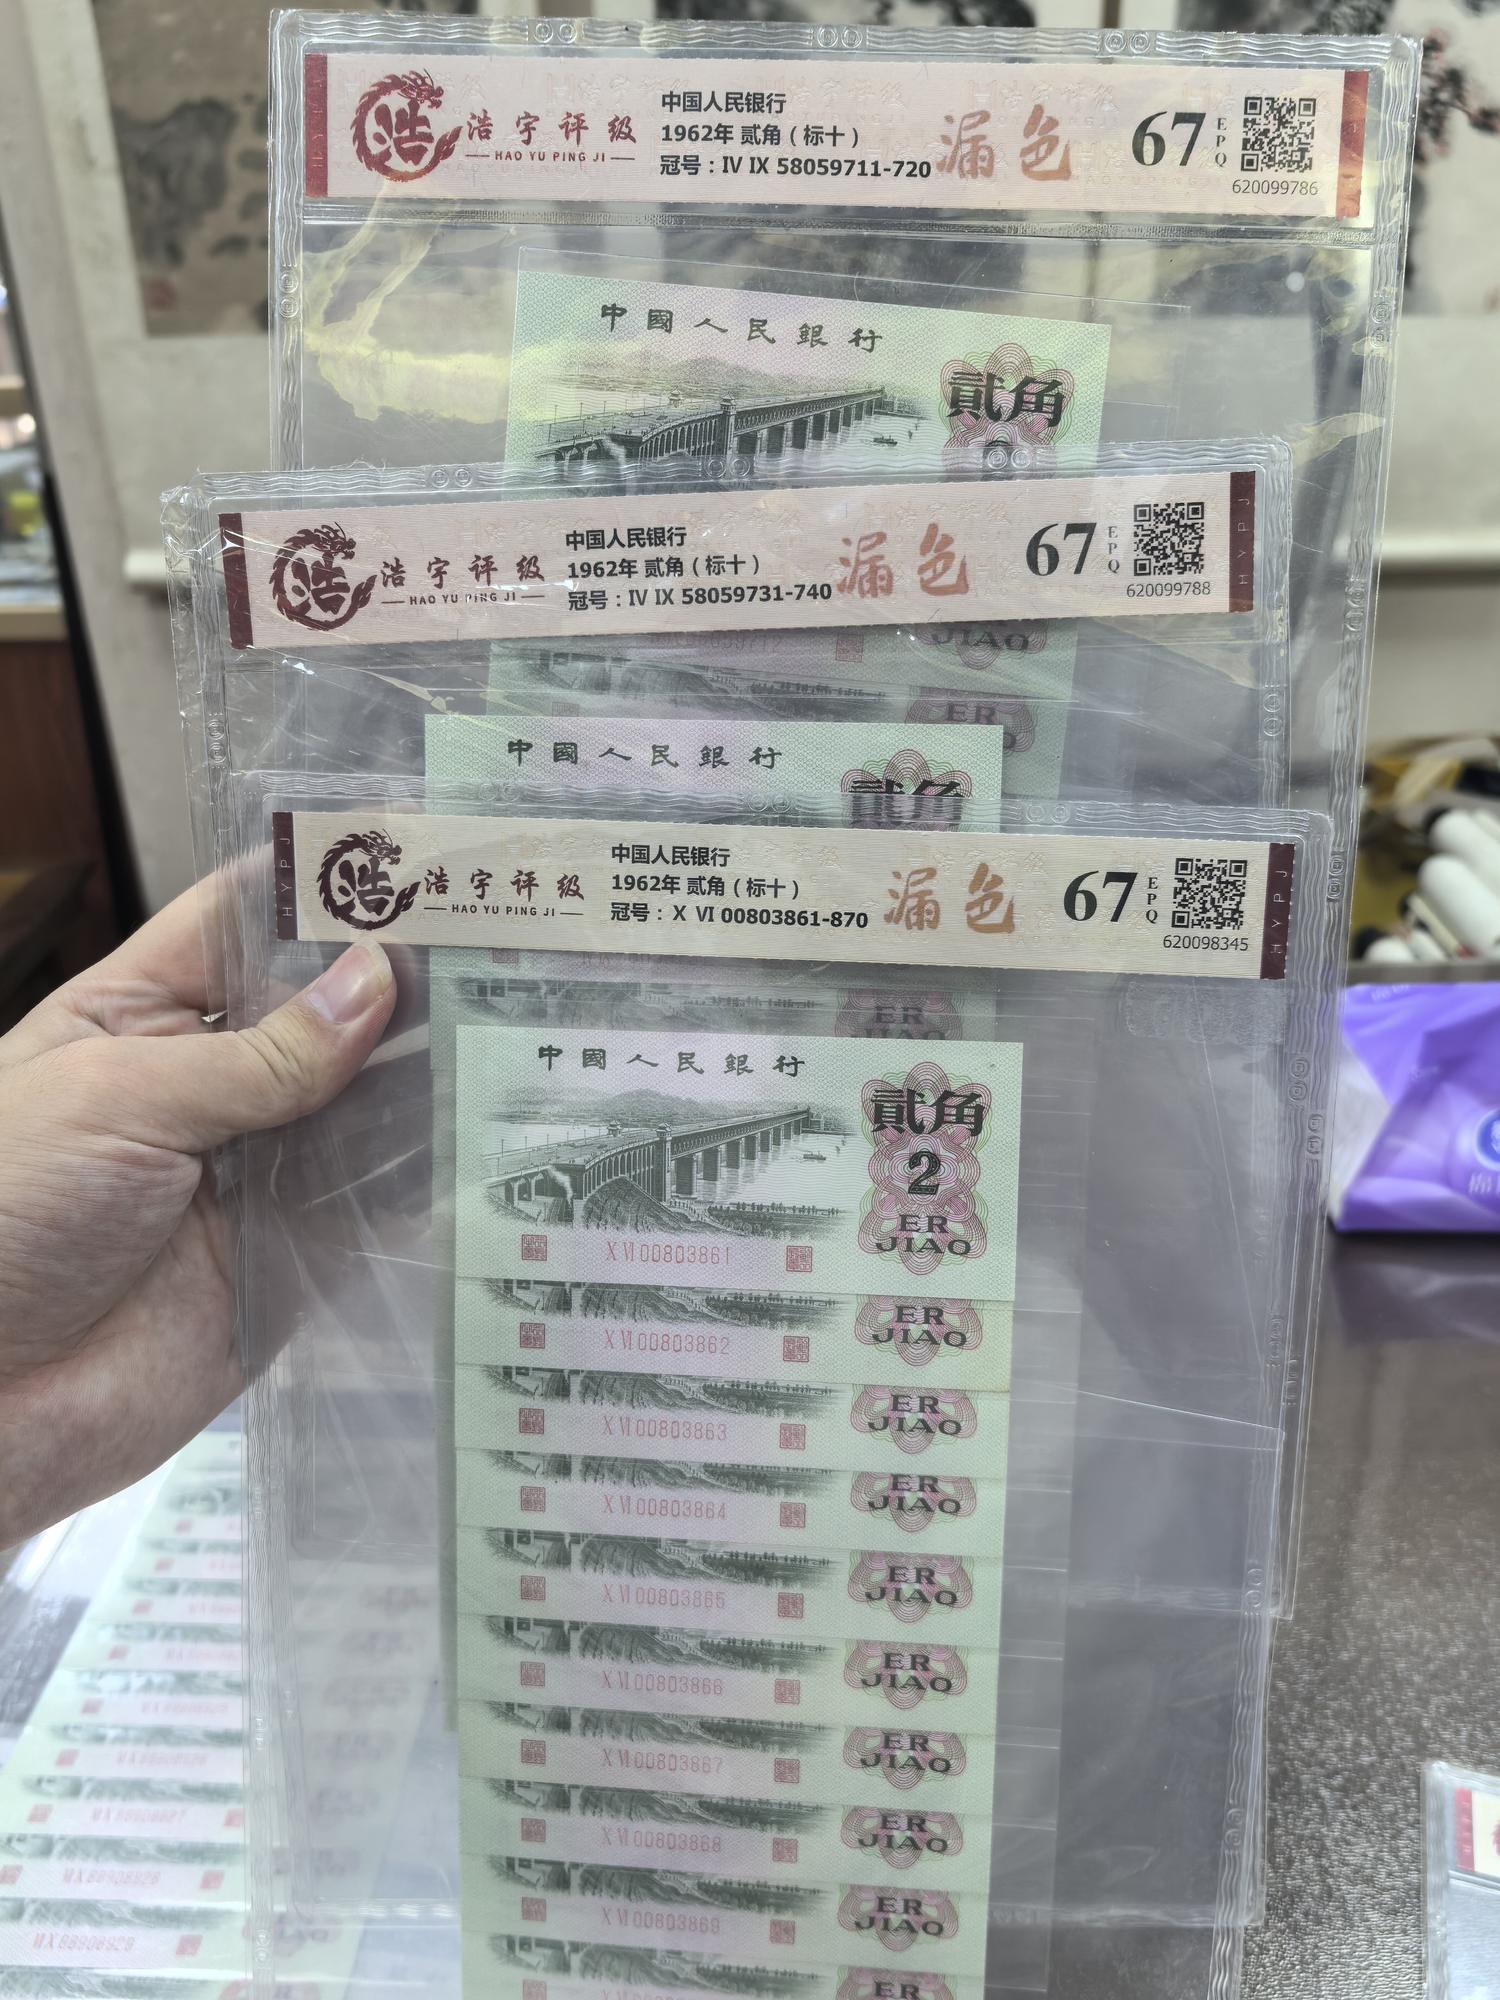 浩宇评级
HAO YU PING JI
中国人民银行
1962年 贰角（标十）
冠号：Ⅳ Ⅸ 58059711-720
漏色
67
EPQ
620099786
中國人民銀行
貳角
浩宇评级
HAO YU PING JI
中国人民银行
1962年 贰角（标十）
冠号：Ⅳ Ⅸ 58059731-740
漏色
67
EPQ
620099788
HYPJ
JIAO
ER
中國人民銀行
貳角
HYPJ
浩宇评级
HAO YU PING JI
中国人民银行
1962年 贰角（标十）
冠号：Ⅹ Ⅵ 00803861-870
漏色
67
EPQ
620098345
HYPJ
ER
JIAO
中國人民銀行
貳角
2
ER
JIAO
Ⅹ Ⅵ 00803861
ER
JIAO
Ⅹ Ⅵ 00803862
ER
JIAO
Ⅹ Ⅵ 00803863
ER
JIAO
Ⅹ Ⅵ 00803864
ER
JIAO
Ⅹ Ⅵ 00803865
ER
JIAO
Ⅹ Ⅵ 00803866
ER
JIAO
Ⅹ Ⅵ 00803867
ER
JIAO
Ⅹ Ⅵ 00803868
ER
JIAO
Ⅹ Ⅵ 00803869
ER